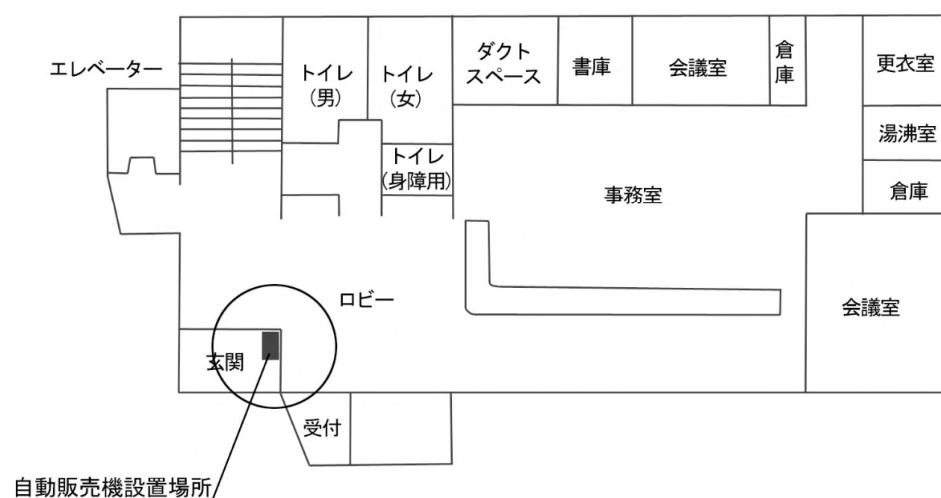 エレベーター
トイレ
(男)
トイレ
(女)
トイレ
(身障用)
ダクト
スペース
書庫
会議室
倉
庫
更衣室
湯沸室
倉庫
事務室
会議室
ロビー
玄関
受付
自動販売機設置場所